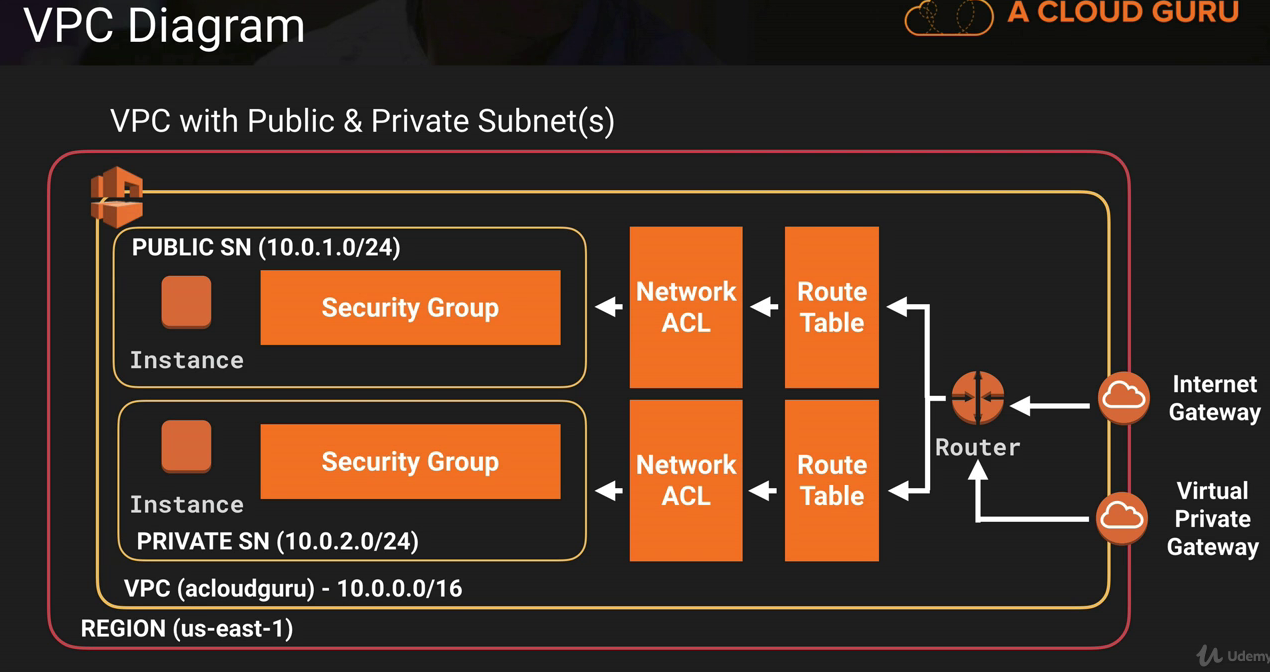 VPC Diagram
A CLOUD GURU
VPC with Public & Private Subnet(s)
PUBLIC SN (10.0.1.0/24)
Instance
Security Group
Network
ACL
Route
Table
Instance
Security Group
PRIVATE SN (10.0.2.0/24)
Network
ACL
Route
Table
Router
Internet
Gateway
Virtual
Private
Gateway
VPC (acloudguru) - 10.0.0.0/16
REGION (us-east-1)
Udemy